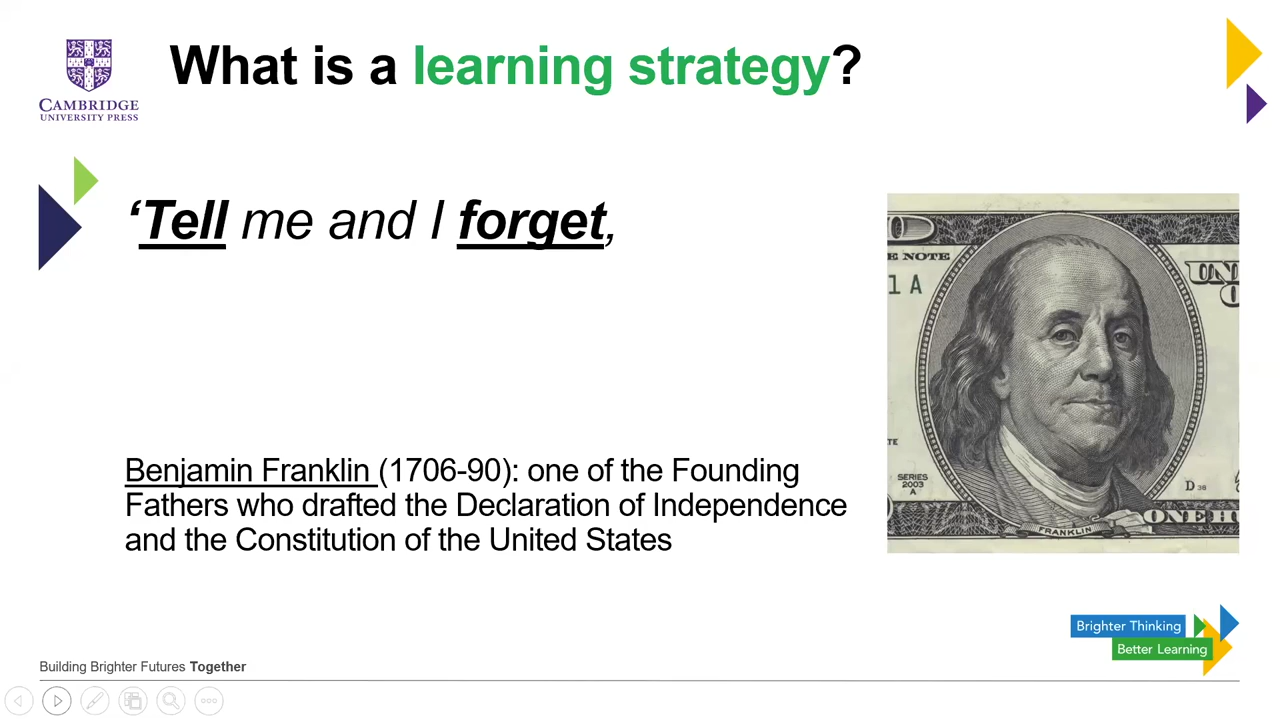 What is a learning strategy?
CAMBRIDGE
UNIVERSITY PRESS
‘Tell me and I forget,
E NOTE
1 A
Benjamin Franklin (1706-90): one of the Founding
Fathers who drafted the Declaration of Independence
and the Constitution of the United States
SERIES
2003
A
D 38
FRANKLIN
ONE H
Brighter Thinking
Better Learning
Building Brighter Futures Together